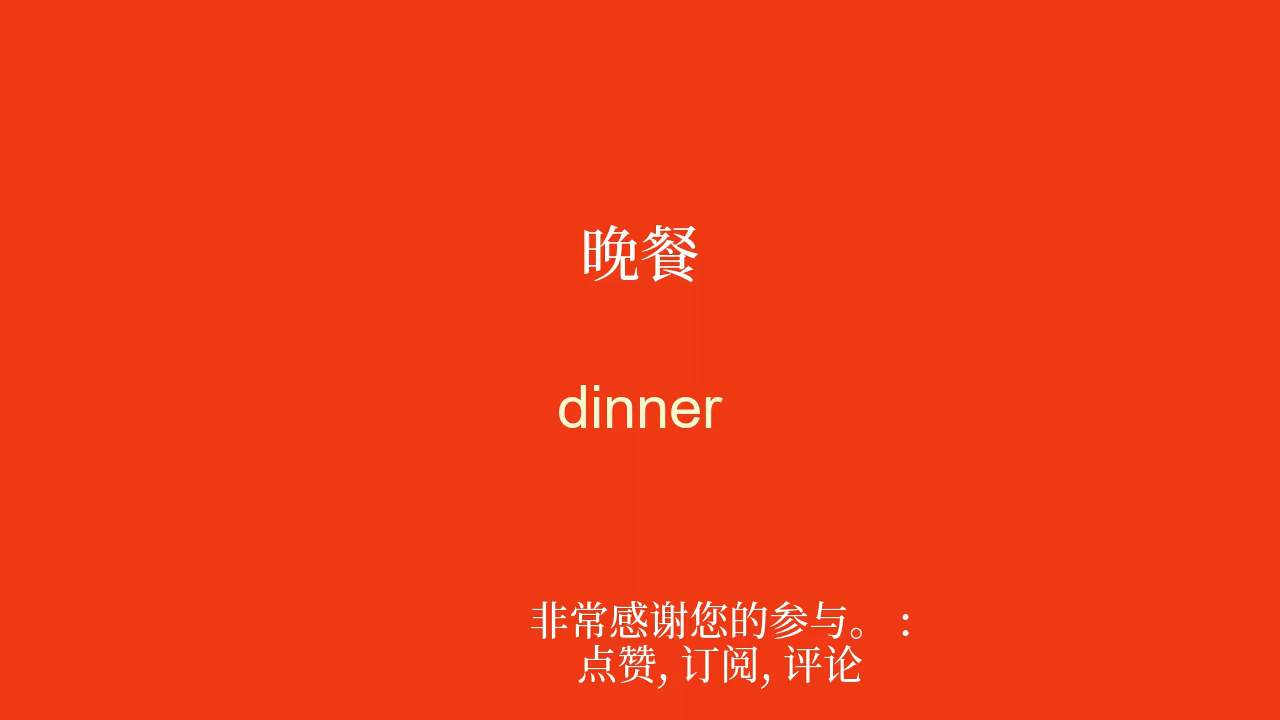 晚餐
dinner
非常感谢您的参与。 :
点赞, 订阅, 评论